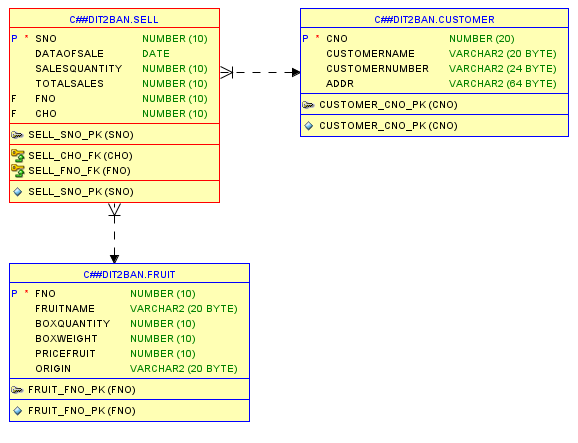 C##DIT2BAN.SELL
P * SNO NUMBER (10)
DATAOFSALE DATE
SALESQUANTITY NUMBER (10)
TOTALSALES NUMBER (10)
F FNO NUMBER (10)
F CHO NUMBER (10)
SELL_SNO_PK (SNO)
SELL_CHO_FK (CHO)
SELL_FNO_FK (FNO)
SELL_SNO_PK (SNO)
C##DIT2BAN.CUSTOMER
P * CNO NUMBER (20)
CUSTOMERNAME VARCHAR2 (20 BYTE)
CUSTOMERNUMBER VARCHAR2 (24 BYTE)
ADDR VARCHAR2 (64 BYTE)
CUSTOMER_CNO_PK (CNO)
CUSTOMER_CNO_PK (CNO)
C##DIT2BAN.FRUIT
P * FNO NUMBER (10)
FRUITNAME VARCHAR2 (20 BYTE)
BOXQUANTITY NUMBER (10)
BOXWEIGHT NUMBER (10)
PRICEFRUIT NUMBER (10)
ORIGIN VARCHAR2 (20 BYTE)
FRUIT_FNO_PK (FNO)
FRUIT_FNO_PK (FNO)